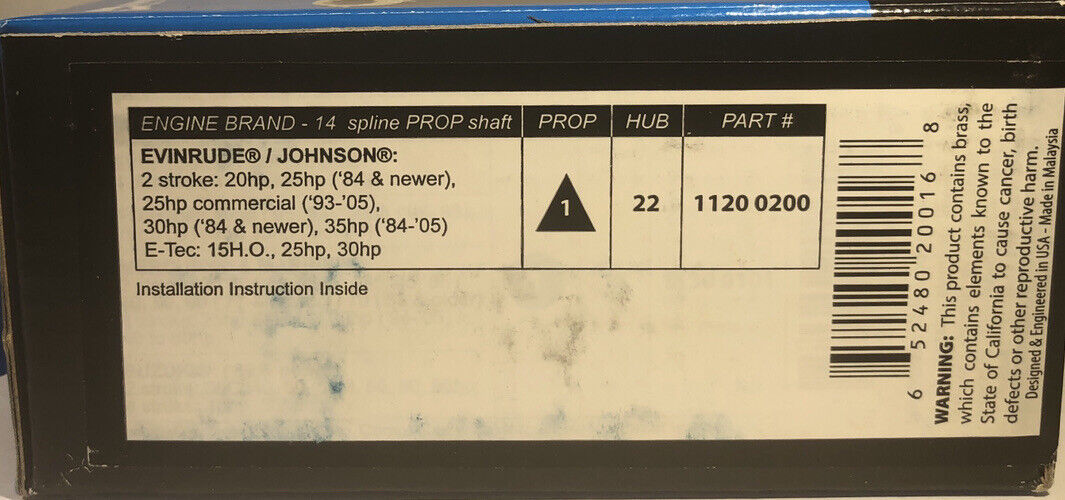 ENGINE BRAND - 14 spline PROP shaft PROP HUB PART #
EVINRUDE® / JOHNSON®:
2 stroke: 20hp, 25hp (‘84 & newer),
25hp commercial (‘93-’05),
30hp (‘84 & newer), 35hp (‘84-’05)
E-Tec: 15H.O., 25hp, 30hp
1 22 1120 0200
Installation Instruction Inside
6 52480 20016 8
WARNING: This product contains brass,
which contains elements known to the
State of California to cause cancer, birth
defects or other reproductive harm.
Designed & Engineered in USA - Made in Malaysia